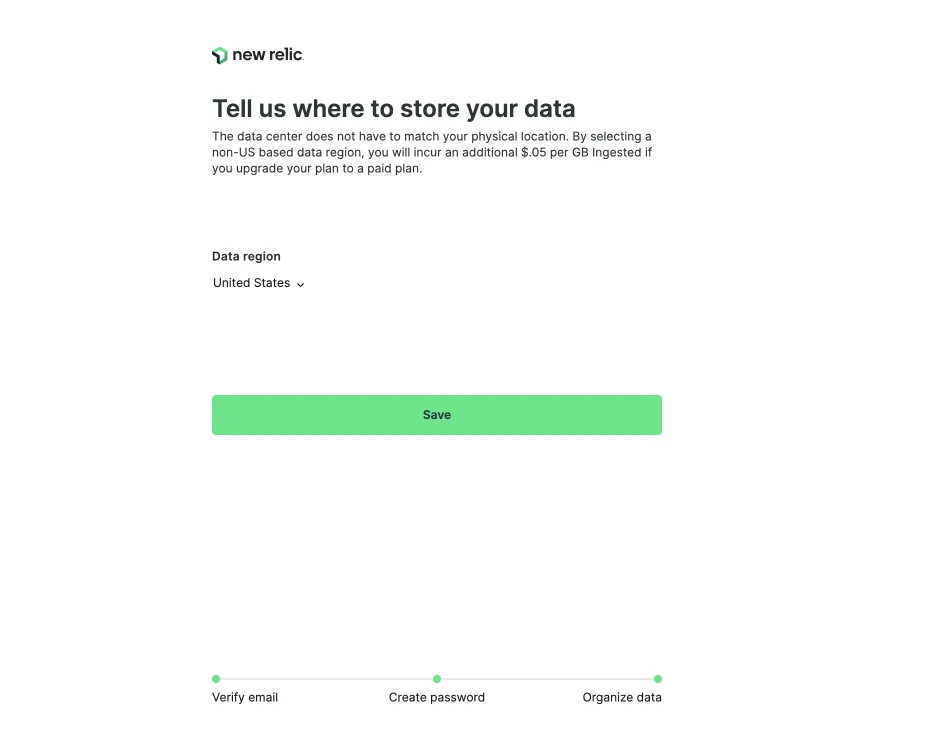 new relic.
Tell us where to store your data
The data center does not have to match your physical location. By selecting a
non-US based data region, you will incur an additional $.05 per GB Ingested if
you upgrade your plan to a paid plan.
Data region
United States
Save
Verify email
Create password
Organize data